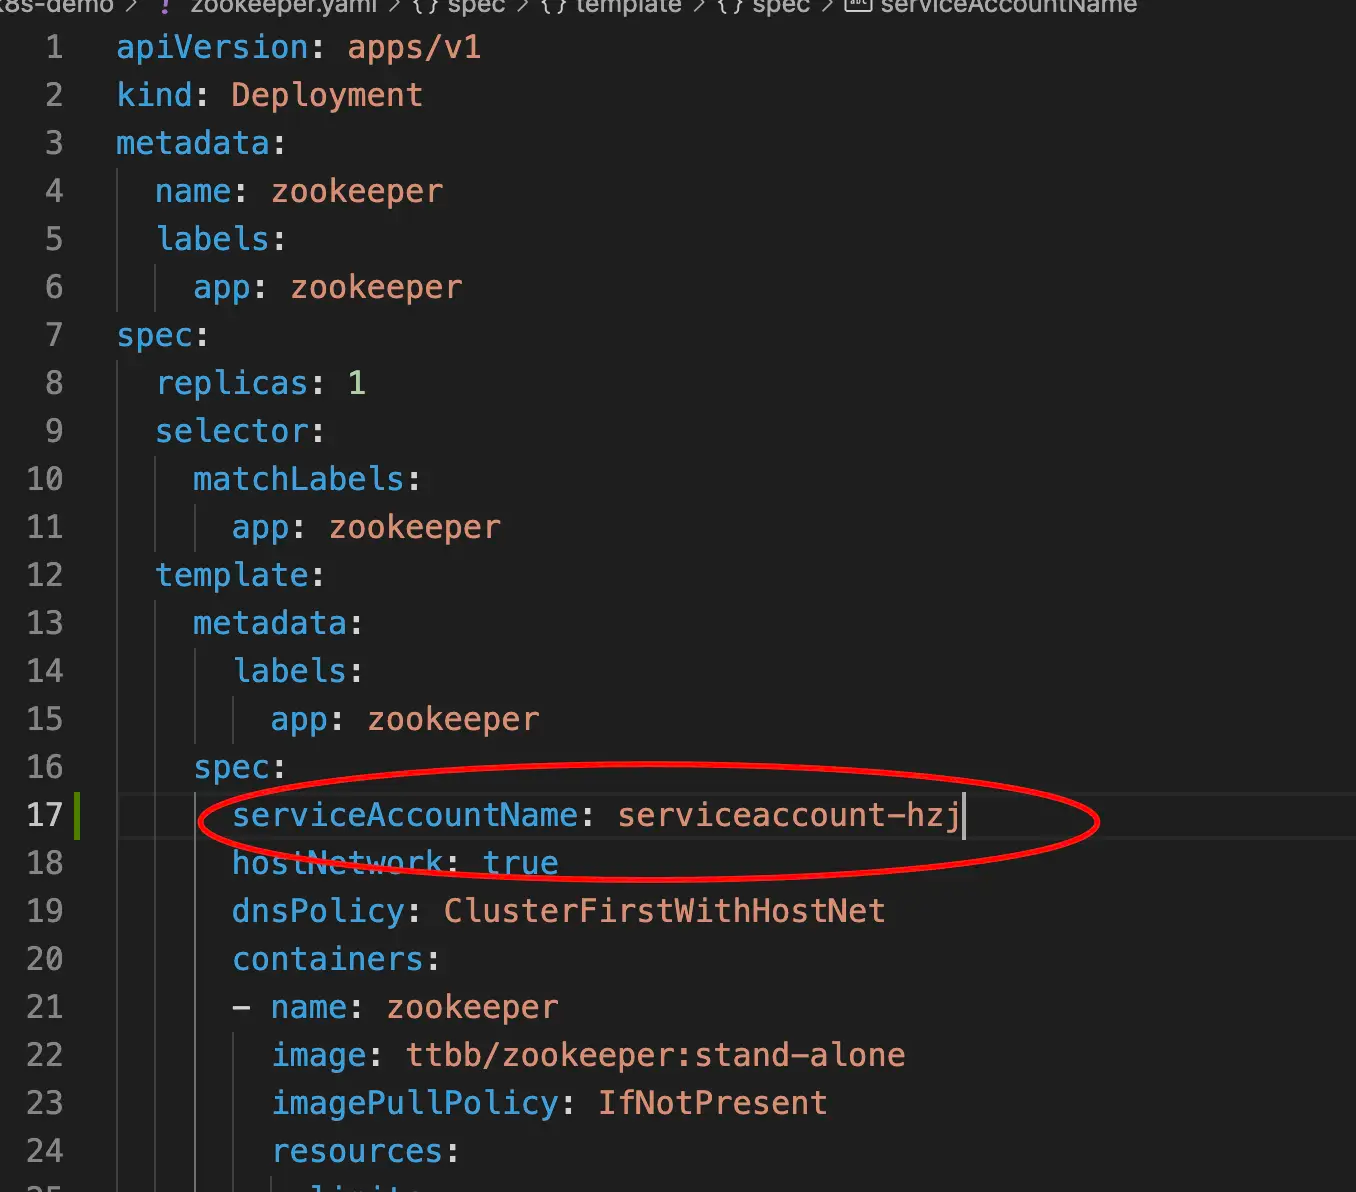 k8s-demo > ! zookeeper.yaml > {} spec > {} template > {} spec > abc serviceAccountName
1 apiVersion: apps/v1
2 kind: Deployment
3 metadata:
4   name: zookeeper
5   labels:
6     app: zookeeper
7 spec:
8   replicas: 1
9   selector:
10     matchLabels:
11       app: zookeeper
12   template:
13     metadata:
14       labels:
15         app: zookeeper
16     spec:
17       serviceAccountName: serviceaccount-hzj
18       hostNetwork: true
19       dnsPolicy: ClusterFirstWithHostNet
20       containers:
21       - name: zookeeper
22         image: ttbb/zookeeper:stand-alone
23         imagePullPolicy: IfNotPresent
24         resources: